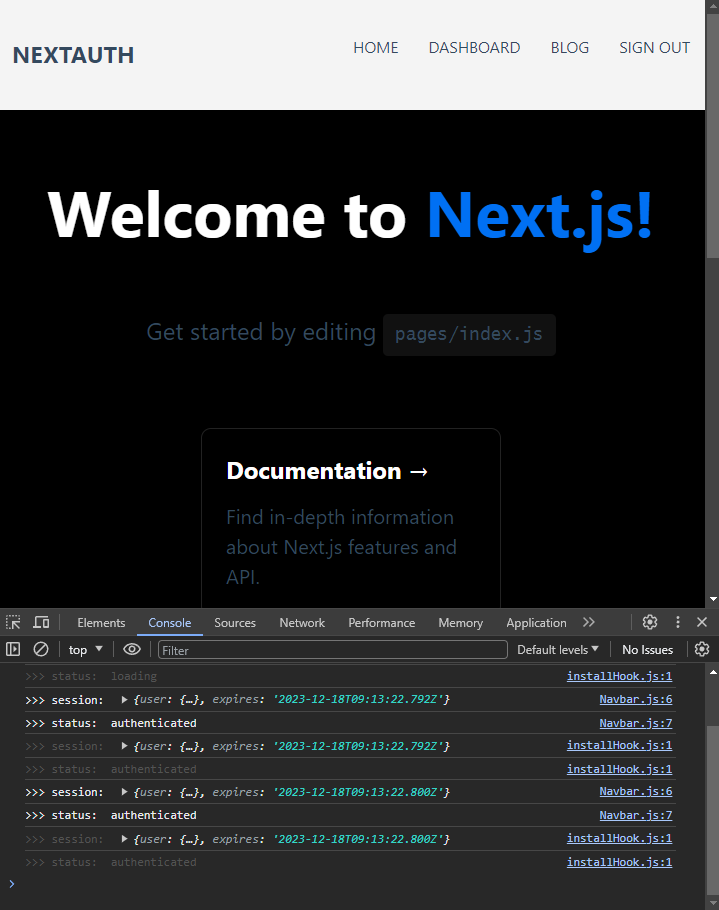 NEXTAUTH
HOME DASHBOARD BLOG SIGN OUT
Welcome to Next.js!
Get started by editing pages/index.js
Documentation →
Find in-depth information
about Next.js features and
API.
Elements Console Sources Network Performance Memory Application
top Filter Default levels No Issues
>>> status: loading installHook.js:1
>>> session: {user: {…}, expires: '2023-12-18T09:13:22.792Z'} Navbar.js:6
>>> status: authenticated Navbar.js:7
>>> session: {user: {…}, expires: '2023-12-18T09:13:22.792Z'} installHook.js:1
>>> status: authenticated installHook.js:1
>>> session: {user: {…}, expires: '2023-12-18T09:13:22.800Z'} Navbar.js:6
>>> status: authenticated Navbar.js:7
>>> session: {user: {…}, expires: '2023-12-18T09:13:22.800Z'} installHook.js:1
>>> status: authenticated installHook.js:1